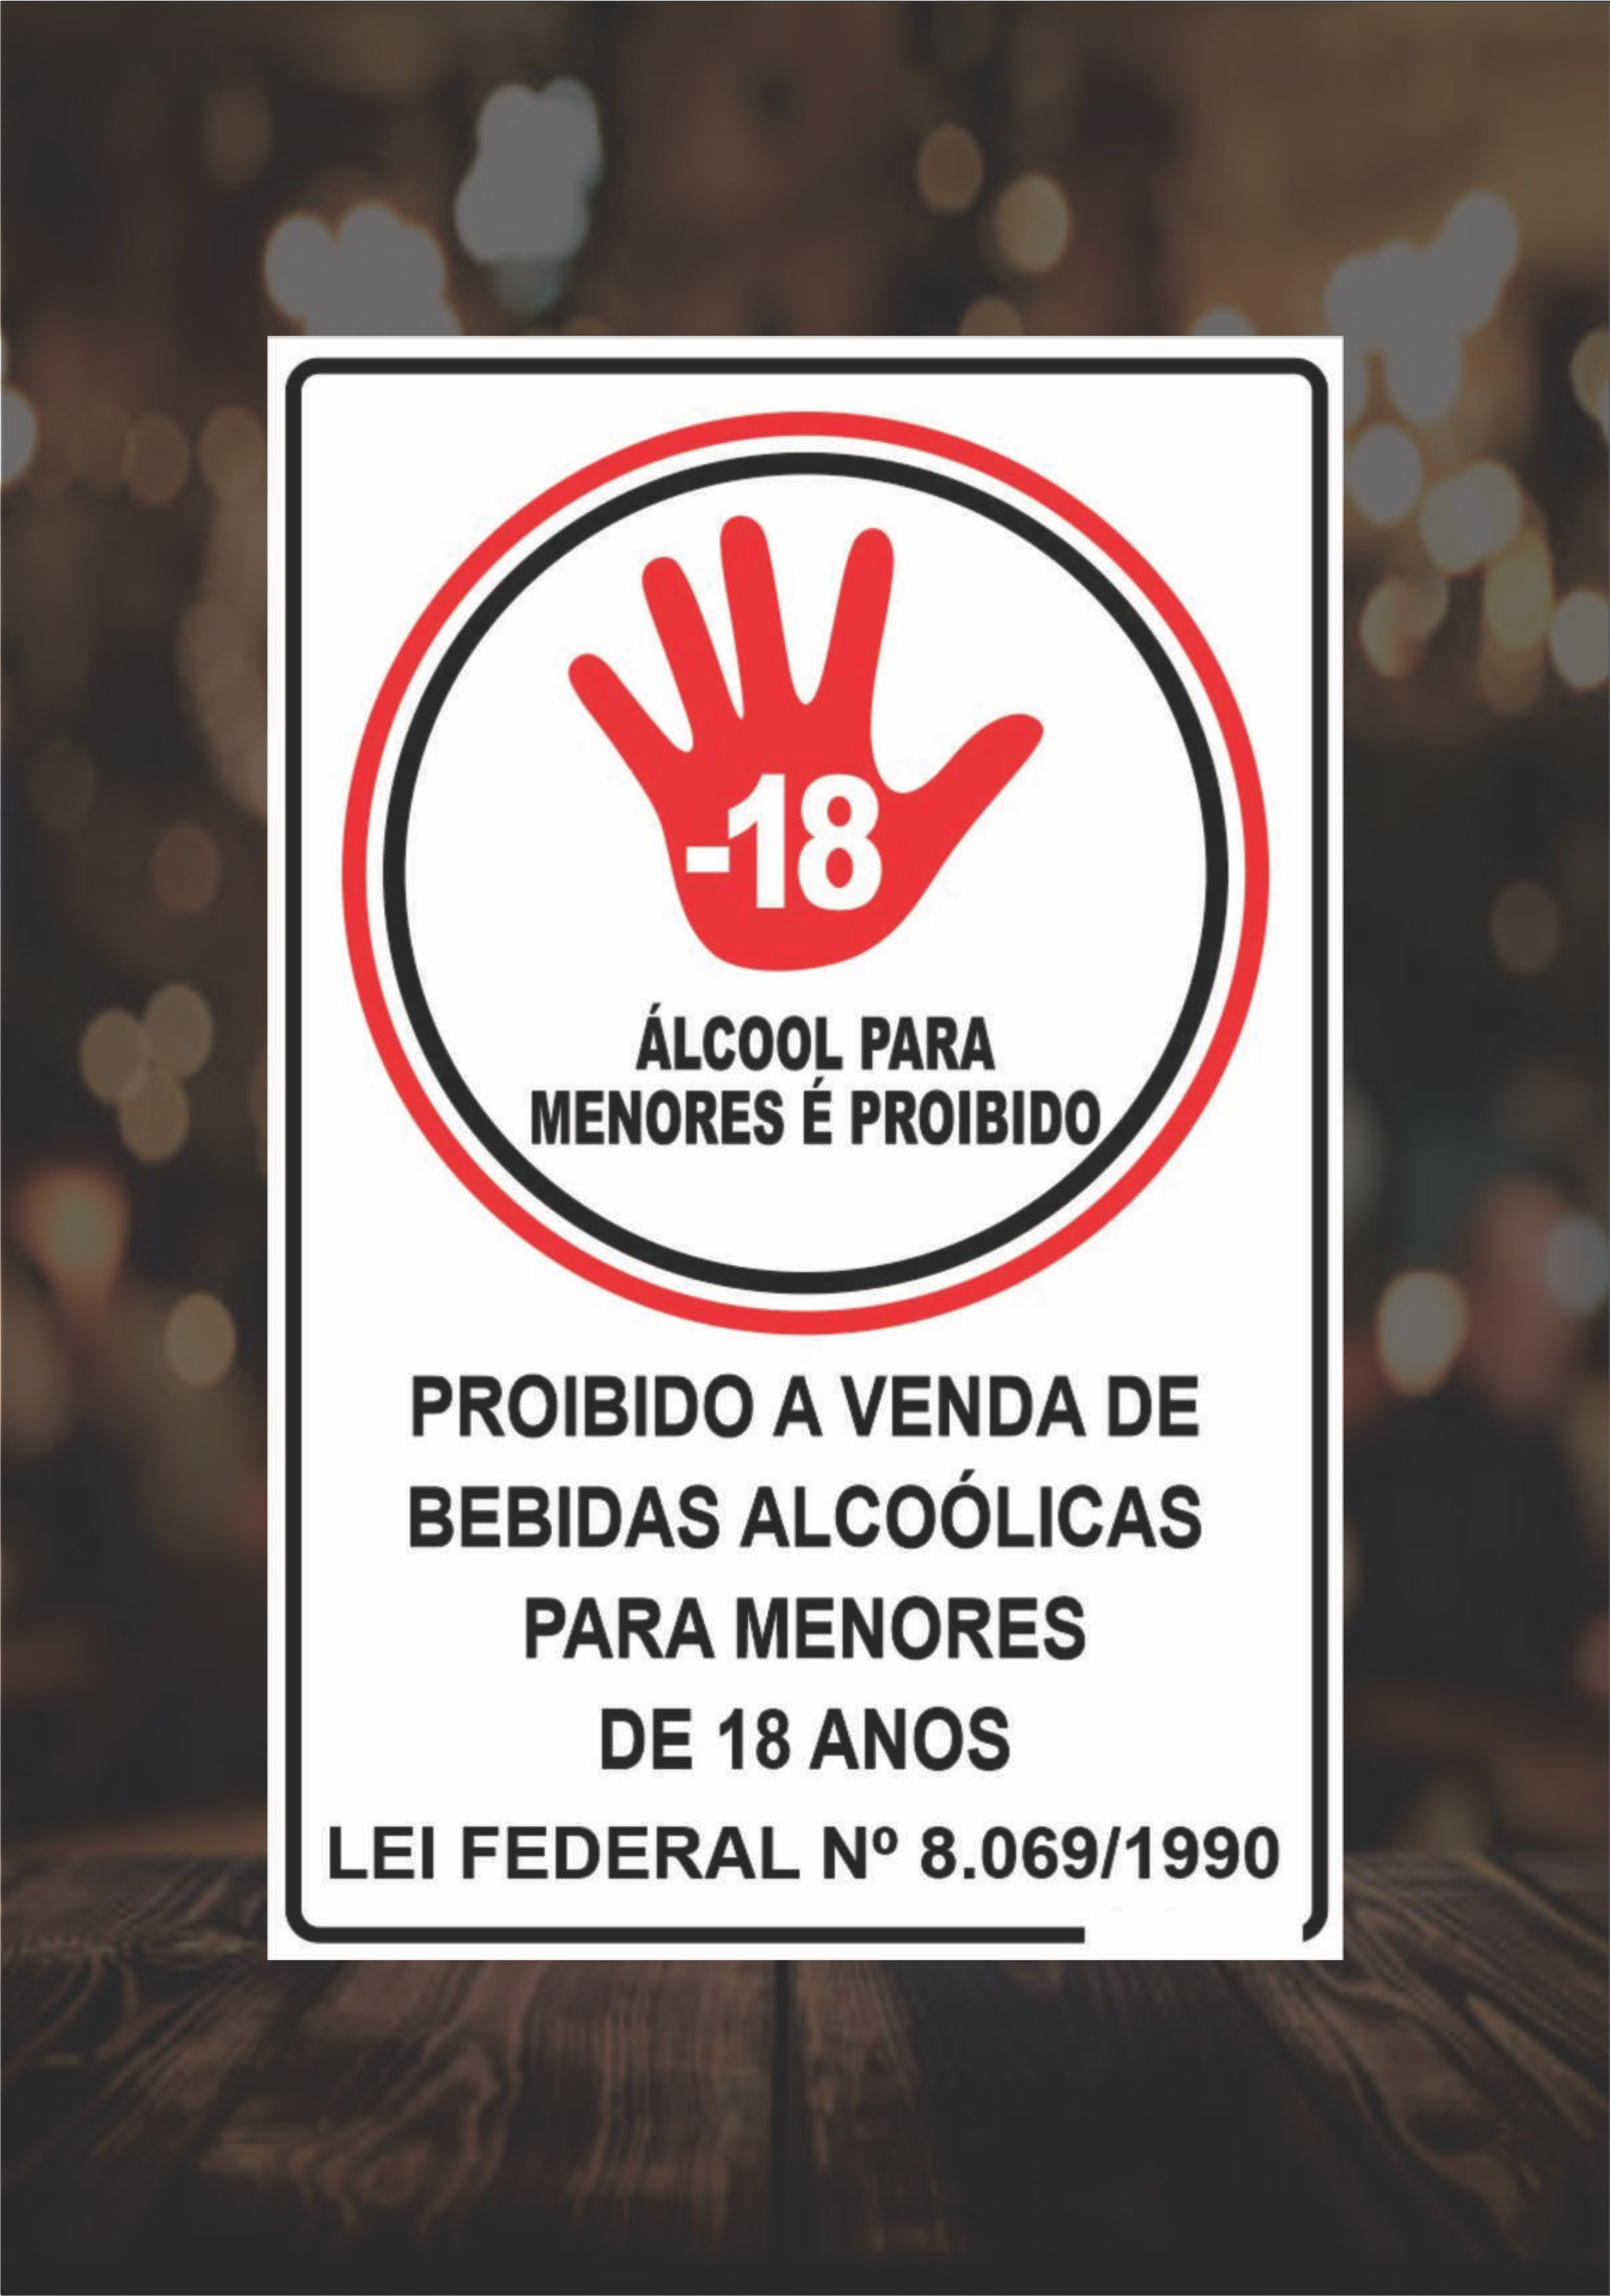 -18
ÁLCOOL PARA
MENORES É PROIBIDO
PROIBIDO A VENDA DE
BEBIDAS ALCOÓLICAS
PARA MENORES
DE 18 ANOS
LEI FEDERAL Nº 8.069/1990